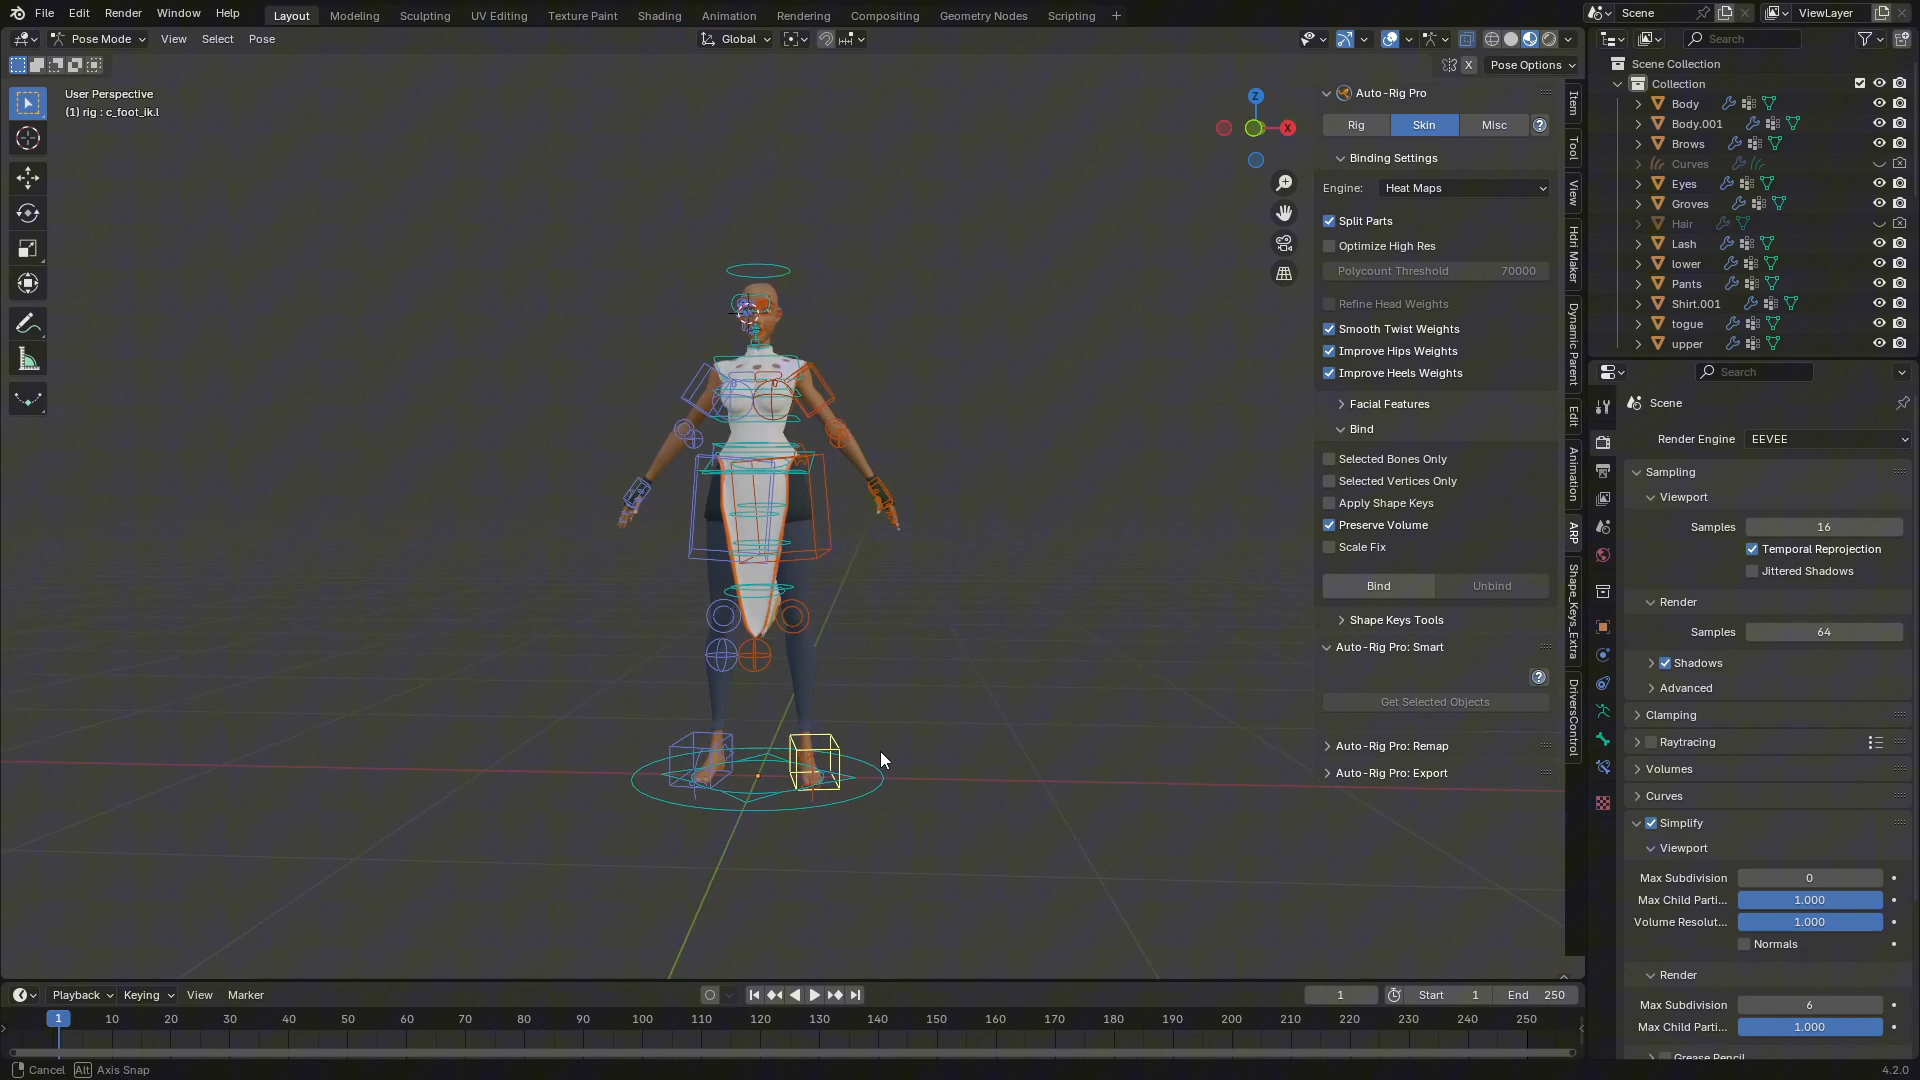 File Edit Render Window Help Layout Modeling Sculpting UV Editing Texture Paint Shading Animation Rendering Compositing Geometry Nodes Scripting + Scene ViewLayer
Pose Mode View Select Pose Global Search
X Pose Options
User Perspective
(1) rig : c_foot_ik.l
Z
X
Auto-Rig Pro
Rig Skin Misc ?
Binding Settings
Engine: Heat Maps
Split Parts
Optimize High Res
Polycount Threshold 70000
Refine Head Weights
Smooth Twist Weights
Improve Hips Weights
Improve Heels Weights
Facial Features
Bind
Selected Bones Only
Selected Vertices Only
Apply Shape Keys
Preserve Volume
Scale Fix
Bind Unbind
Shape Keys Tools
Auto-Rig Pro: Smart
?
Get Selected Objects
Auto-Rig Pro: Remap
Auto-Rig Pro: Export
Item
Tool
View
Hdri Maker
Dynamic Parent
Edit
Animation
ARP
Shape_Keys_Extra
DriversControl
Scene Collection
Collection
Body
Body.001
Brows
Curves
Eyes
Groves
Hair
Lash
lower
Pants
Shirt.001
togue
upper
Search
Scene
Render Engine EEVEE
Sampling
Viewport
Samples 16
Temporal Reprojection
Jittered Shadows
Render
Samples 64
Shadows
Advanced
Clamping
Raytracing
Volumes
Curves
Simplify
Viewport
Max Subdivision 0
Max Child Parti... 1.000
Volume Resolut... 1.000
Normals
Render
Max Subdivision 6
Max Child Parti... 1.000
Grease Pencil
Playback Keying View Marker 1 Start 1 End 250
1 10 20 30 40 50 60 70 80 90 100 110 120 130 140 150 160 170 180 190 200 210 220 230 240 250
Cancel Alt Axis Snap 4.2.0